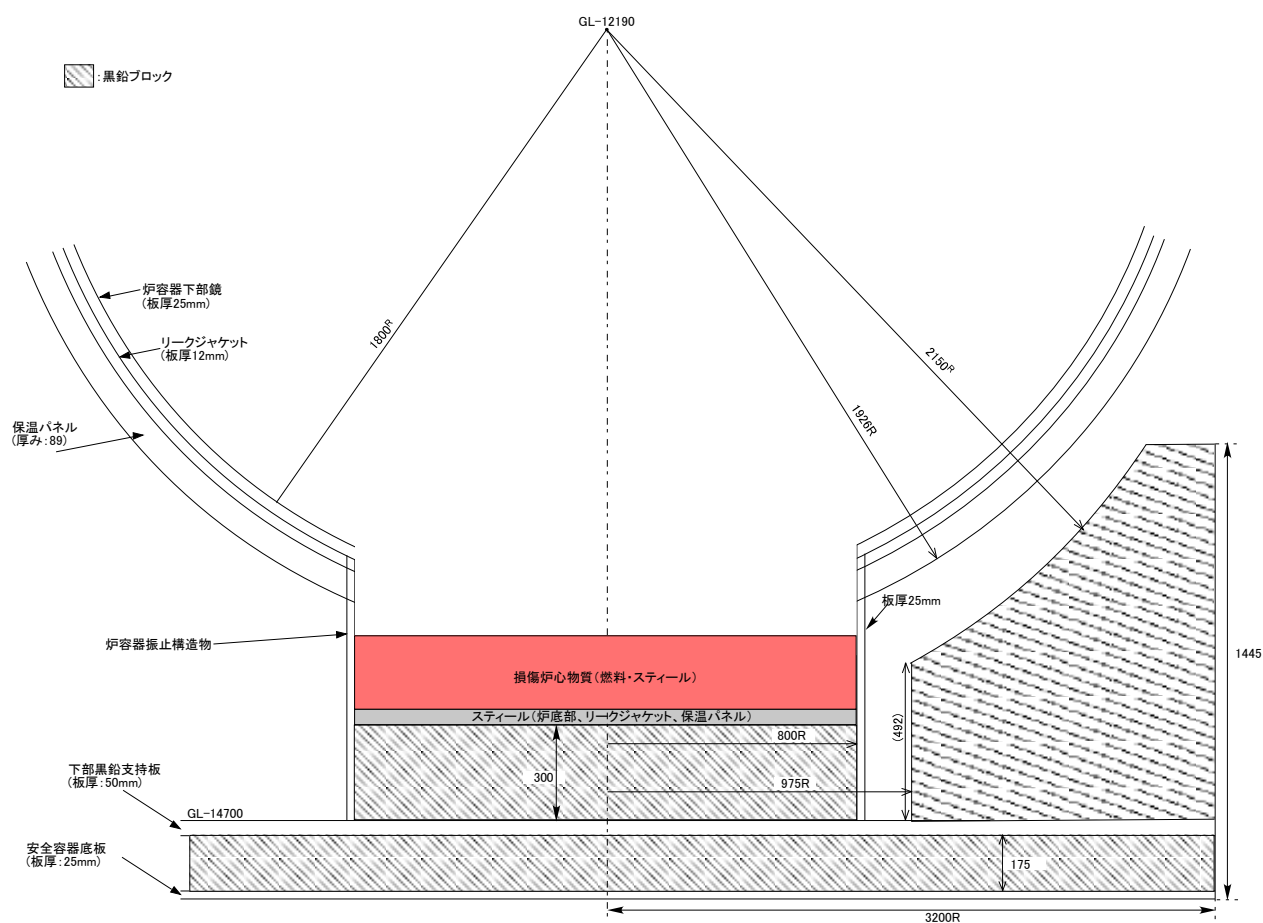 GL-12190
:黒鉛ブロック
炉容器下部鏡
(板厚25mm)
リークジャケット
(板厚12mm)
1800R
2150R
保温パネル
(厚み:89)
1926R
板厚25mm
炉容器振止構造物
1445
損傷炉心物質(燃料・スティール)
スティール(炉底部、リークジャケット、保温パネル)
(492)
800R
下部黒鉛支持板
(板厚:50mm)
300
975R
GL-14700
安全容器底板
(板厚:25mm)
175
3200R